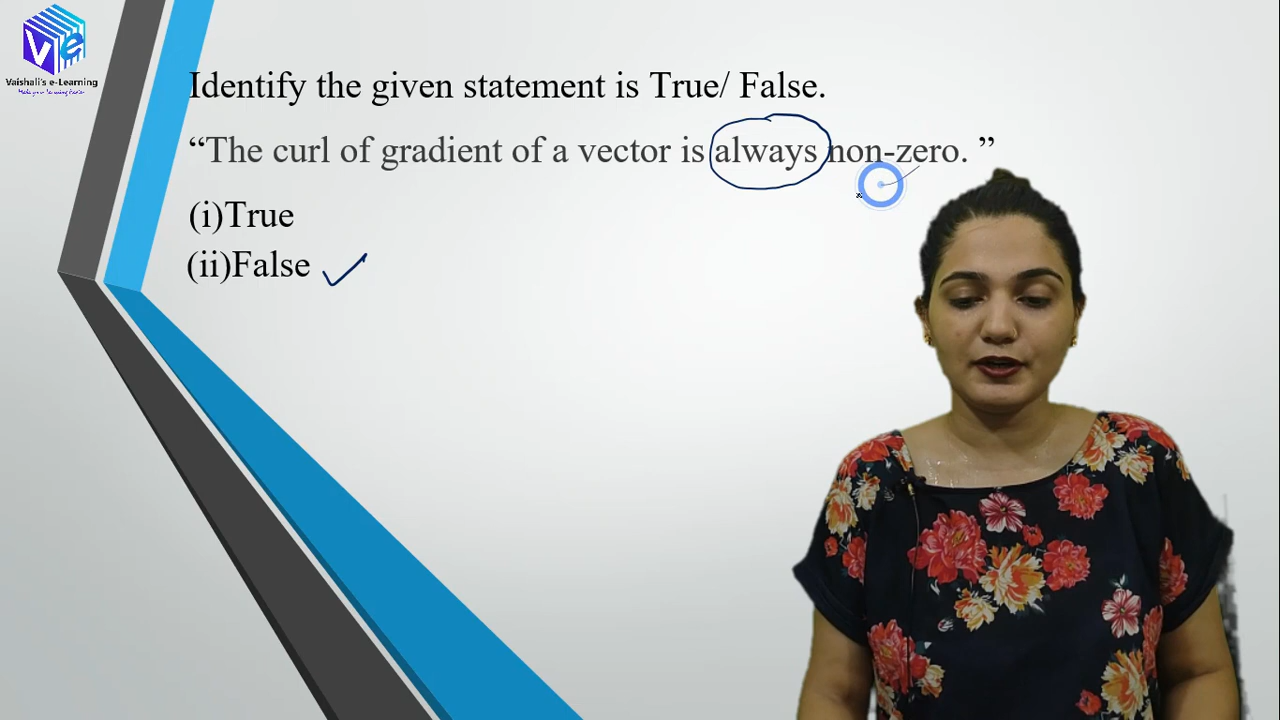 Vaishali's e-Learning
Identify the given statement is True/ False.
“The curl of gradient of a vector is always non-zero. ”
(i)True
(ii)False